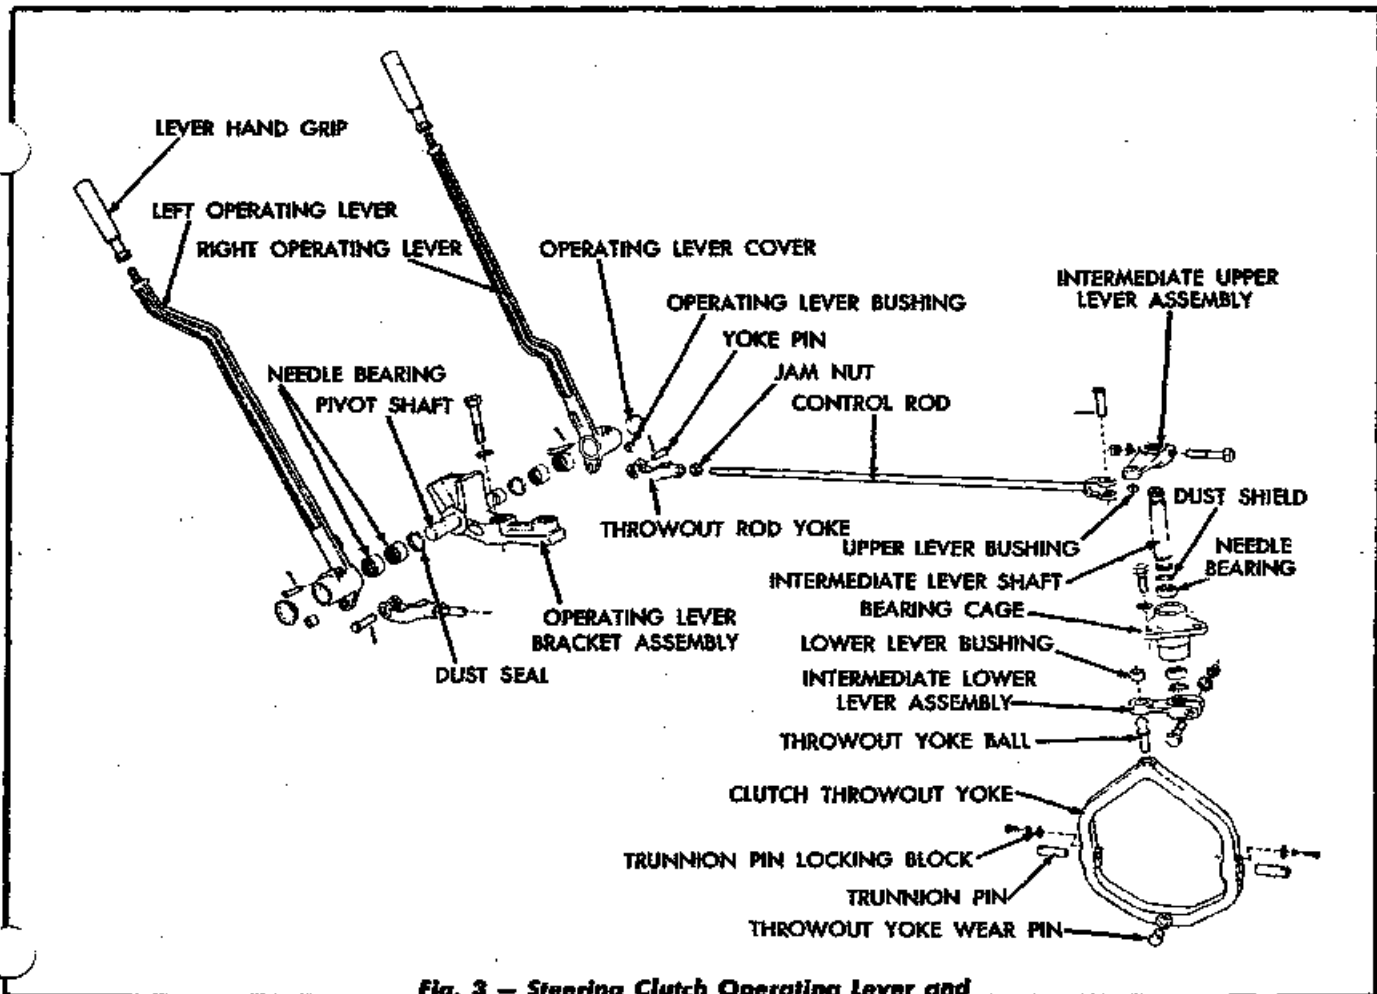 LEVER HAND GRIP
LEFT OPERATING LEVER
RIGHT OPERATING LEVER
OPERATING LEVER COVER
INTERMEDIATE UPPER
LEVER ASSEMBLY
OPERATING LEVER BUSHING
YOKE PIN
JAM NUT
NEEDLE BEARING
PIVOT SHAFT
CONTROL ROD
DUST SHIELD
THROWOUT ROD YOKE
UPPER LEVER BUSHING
NEEDLE
BEARING
INTERMEDIATE LEVER SHAFT
BEARING CAGE
OPERATING LEVER
BRACKET ASSEMBLY
LOWER LEVER BUSHING
DUST SEAL
INTERMEDIATE LOWER
LEVER ASSEMBLY
THROWOUT YOKE BALL
CLUTCH THROWOUT YOKE
TRUNNION PIN LOCKING BLOCK
TRUNNION PIN
THROWOUT YOKE WEAR PIN
Fig. 3 — Steering Clutch Operating Lever and